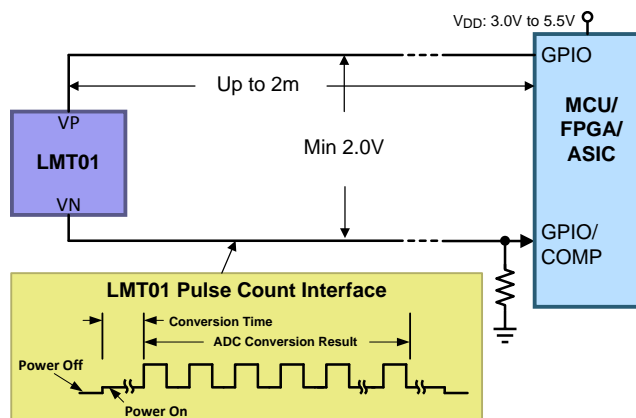 VDD: 3.0V to 5.5V
GPIO
Up to 2m
MCU/
FPGA/
ASIC
VP
LMT01
Min 2.0V
VN
GPIO/
COMP
LMT01 Pulse Count Interface
Conversion Time
ADC Conversion Result
Power Off
Power On